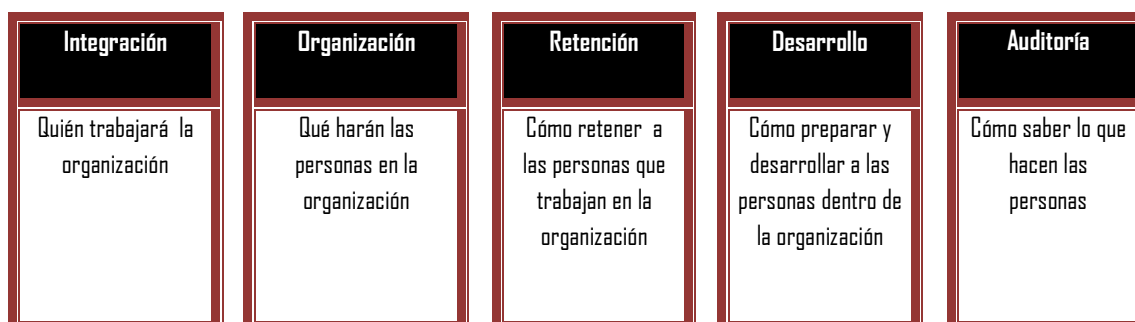 Integración
Quién trabajará la
organización
Organización
Qué harán las
personas en la
organización
Retención
Cómo retener a
las personas que
trabajan en la
organización
Desarrollo
Cómo preparar y
desarrollar a las
personas dentro de
la organización
Auditoría
Cómo saber lo que
hacen las
personas